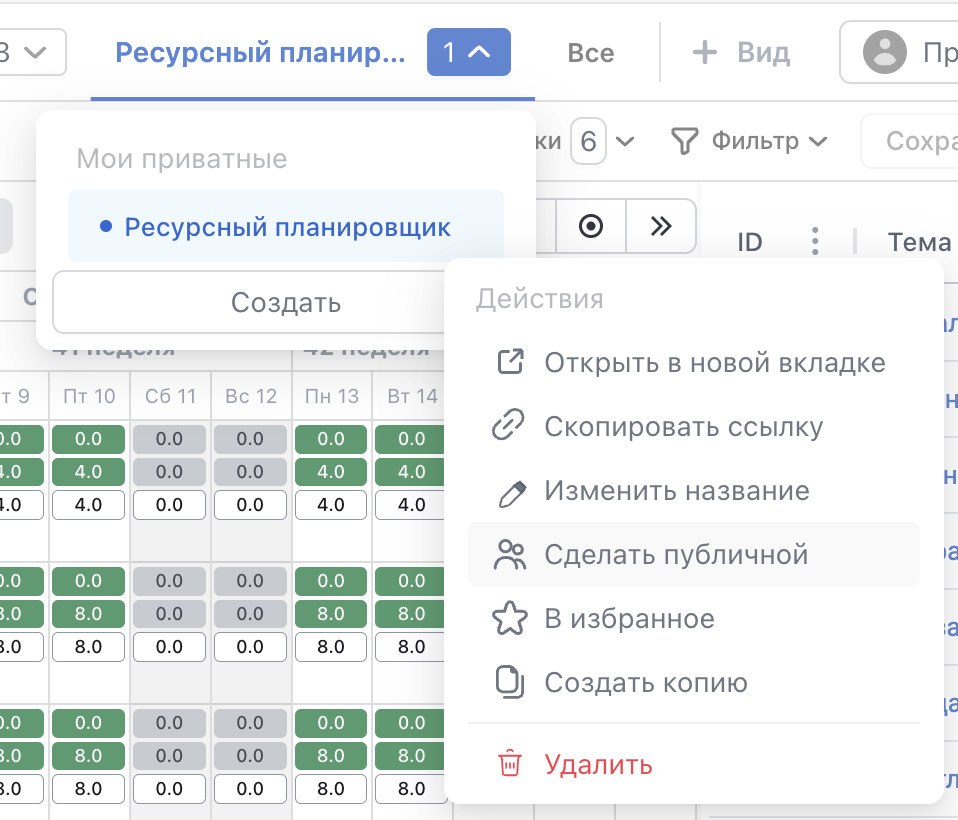 3 Ресурсный планир... 1 Все + Вид
6 Фильтр
Мои приватные
• Ресурсный планировщик
ID Тема
Создать
Действия
41 неделя 42 неделя
Открыть в новой вкладке
9 Пт 10 Сб 11 Вс 12 Пн 13 Вт 14
Скопировать ссылку
0.0 0.0 0.0 0.0 0.0 0.0
4.0 4.0 0.0 0.0 4.0 4.0
4.0 4.0 0.0 0.0 4.0 4.0
Изменить название
Сделать публичной
0.0 0.0 0.0 0.0 0.0 0.0
8.0 8.0 0.0 0.0 8.0 8.0
8.0 8.0 0.0 0.0 8.0 8.0
В избранное
Создать копию
0.0 0.0 0.0 0.0 0.0 0.0
8.0 8.0 0.0 0.0 8.0 8.0
8.0 8.0 0.0 0.0 8.0 8.0
Удалить